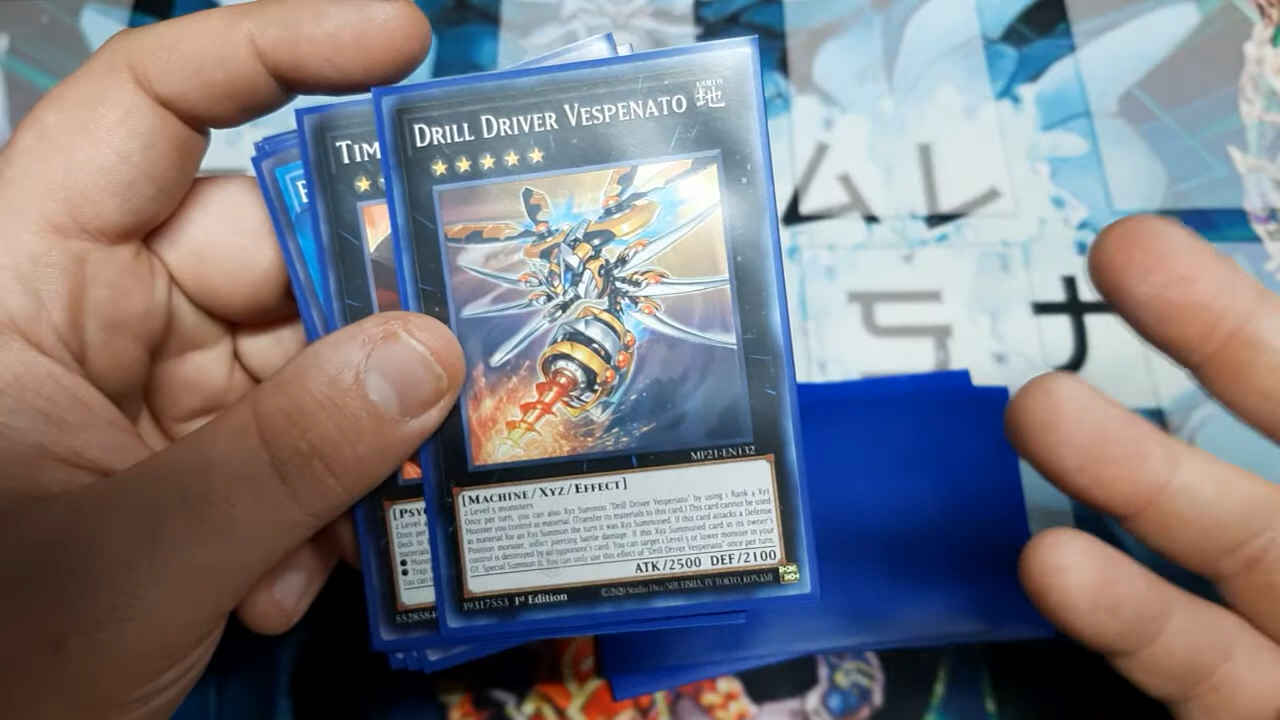 DRILL DRIVER VESPENATO
EARTH
地
TIM
MP21-EN132
[MACHINE/XYZ/EFFECT]
2 Level 5 monsters
Once per turn, you can also Xyz Summon "Drill Driver Vespenato" by using 1 Rank 4 Xyz
Monster you control as material. (Transfer its materials to this card.) This card cannot be used
as material for an Xyz Summon the turn it was Xyz Summoned. If this card attacks a Defense
Position monster, inflict piercing battle damage. If this Xyz Summoned card in its owner's
control is destroyed by an opponent's card: You can target 1 Level 5 or lower monster in your
GY; Special Summon it. You can only use this effect of "Drill Driver Vespenato" once per turn.
ATK/2500 DEF/2100
39317553 1st Edition
©2020 Studio Dice/SHUEISHA, TV TOKYO, KONAMI
[PSYC
2 Level 4
Once per
Deck to
materials
● Monst
● Trap
You can
5528584